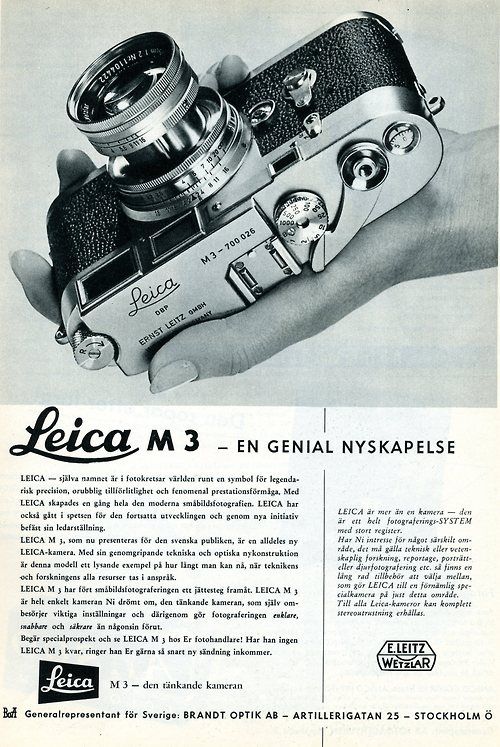 1:2 Nr 1104422
M3 – 700 026
Leica
DBP
ERNST LEITZ GMBH
GERMANY
1000
R
Leica M 3 – EN GENIAL NYSKAPELSE
LEICA — själva namnet är i fotokretsar världen runt en symbol för legenda-
risk precision, orubblig tillförlitlighet och fenomenal prestationsförmåga. Med
LEICA skapades en gång hela den moderna småbildsfotografien. LEICA har
också gått i spetsen för den fortsatta utvecklingen och genom nya initiativ
befäst sin ledarställning.
LEICA M 3, som nu presenteras för den svenska publiken, är en alldeles ny
LEICA-kamera. Med sin genomgripande tekniska och optiska nykonstruktion
är denna modell ett lysande exempel på hur långt man kan nå, när teknikens
och forskningens alla resurser tas i anspråk.
LEICA M 3 har fört småbildsfotograferingen ett jättesteg framåt. LEICA M 3
är helt enkelt kameran Ni drömt om, den tänkande kameran, som själv om-
besörjer viktiga inställningar och därigenom gör fotograferingen enklare,
snabbare och säkrare än någonsin förut.
Begär specialprospekt och se LEICA M 3 hos Er fotohandlare! Har han ingen
LEICA M 3 kvar, ringer han Er gärna så snart ny sändning inkommer.
LEICA är mer än en kamera — den
är ett helt fotograferings-SYSTEM
med stort register.
Har Ni intresse för något särskilt om-
råde, det må gälla teknisk eller veten-
skaplig forskning, reportage, porträtt-
eller djurfotografering etc. så finns en
lång rad tillbehör att välja mellan,
som gör LEICA till en förnämlig spe-
cialkamera på just detta område.
Till alla Leica-kameror kan komplett
stereoutrustning erhållas.
Leica
M 3 – den tänkande kameran
E. LEITZ
WETZLAR
Generalrepresentant för Sverige: BRANDT OPTIK AB – ARTILLERIGATAN 25 – STOCKHOLM Ö